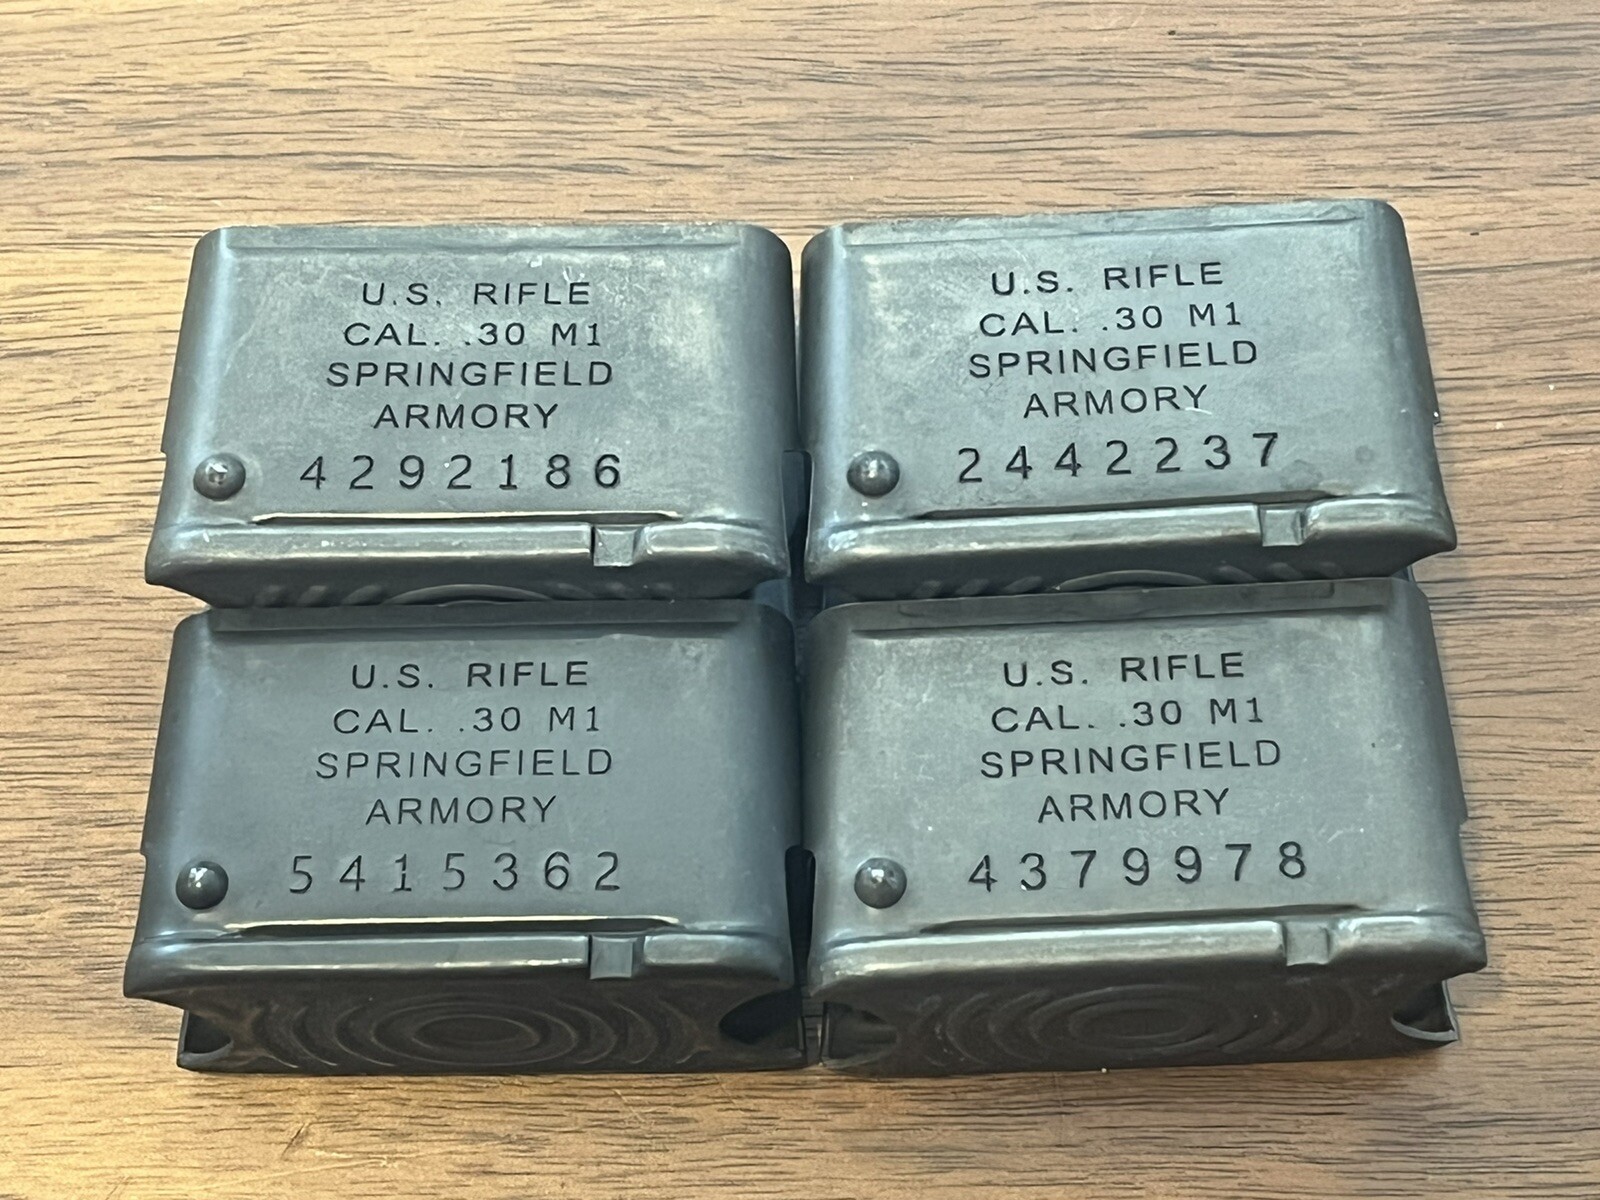 U.S. RIFLE
CAL. .30 M1
SPRINGFIELD
ARMORY
4292186
U.S. RIFLE
CAL. .30 M1
SPRINGFIELD
ARMORY
2442237
U.S. RIFLE
CAL. .30 M1
SPRINGFIELD
ARMORY
5415362
U.S. RIFLE
CAL. .30 M1
SPRINGFIELD
ARMORY
4379978